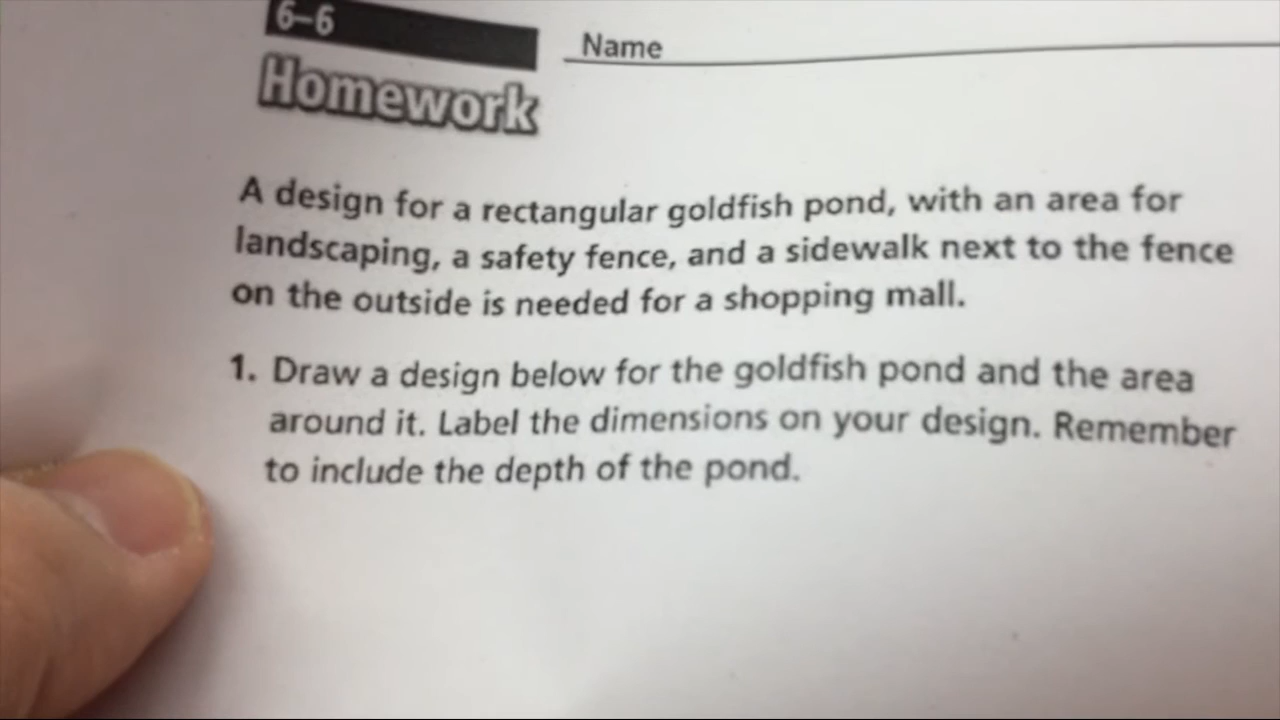 6–6
Name
Homework
A design for a rectangular goldfish pond, with an area for
landscaping, a safety fence, and a sidewalk next to the fence
on the outside is needed for a shopping mall.
1. Draw a design below for the goldfish pond and the area
around it. Label the dimensions on your design. Remember
to include the depth of the pond.